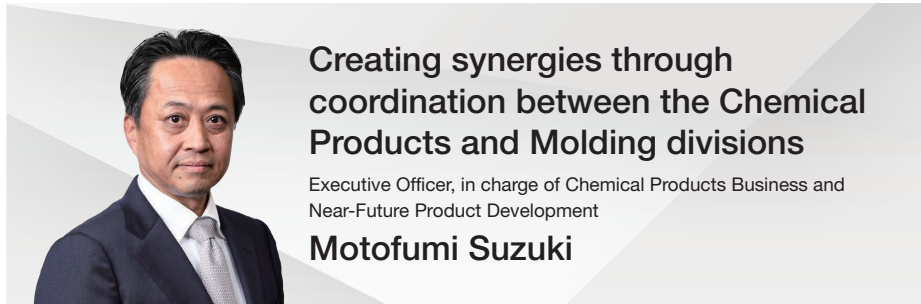 Creating synergies through
coordination between the Chemical
Products and Molding divisions
Executive Officer, in charge of Chemical Products Business and
Near-Future Product Development
Motofumi Suzuki